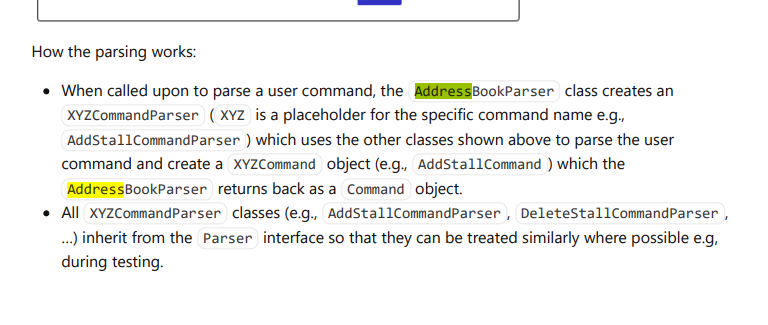 How the parsing works:
When called upon to parse a user command, the AddressBookParser class creates an
XYZCommandParser ( XYZ is a placeholder for the specific command name e.g.,
AddStallCommandParser ) which uses the other classes shown above to parse the user
command and create a XYZCommand object (e.g., AddStallCommand ) which the
AddressBookParser returns back as a Command object.
All XYZCommandParser classes (e.g., AddStallCommandParser , DeleteStallCommandParser ,
...) inherit from the Parser interface so that they can be treated similarly where possible e.g,
during testing.